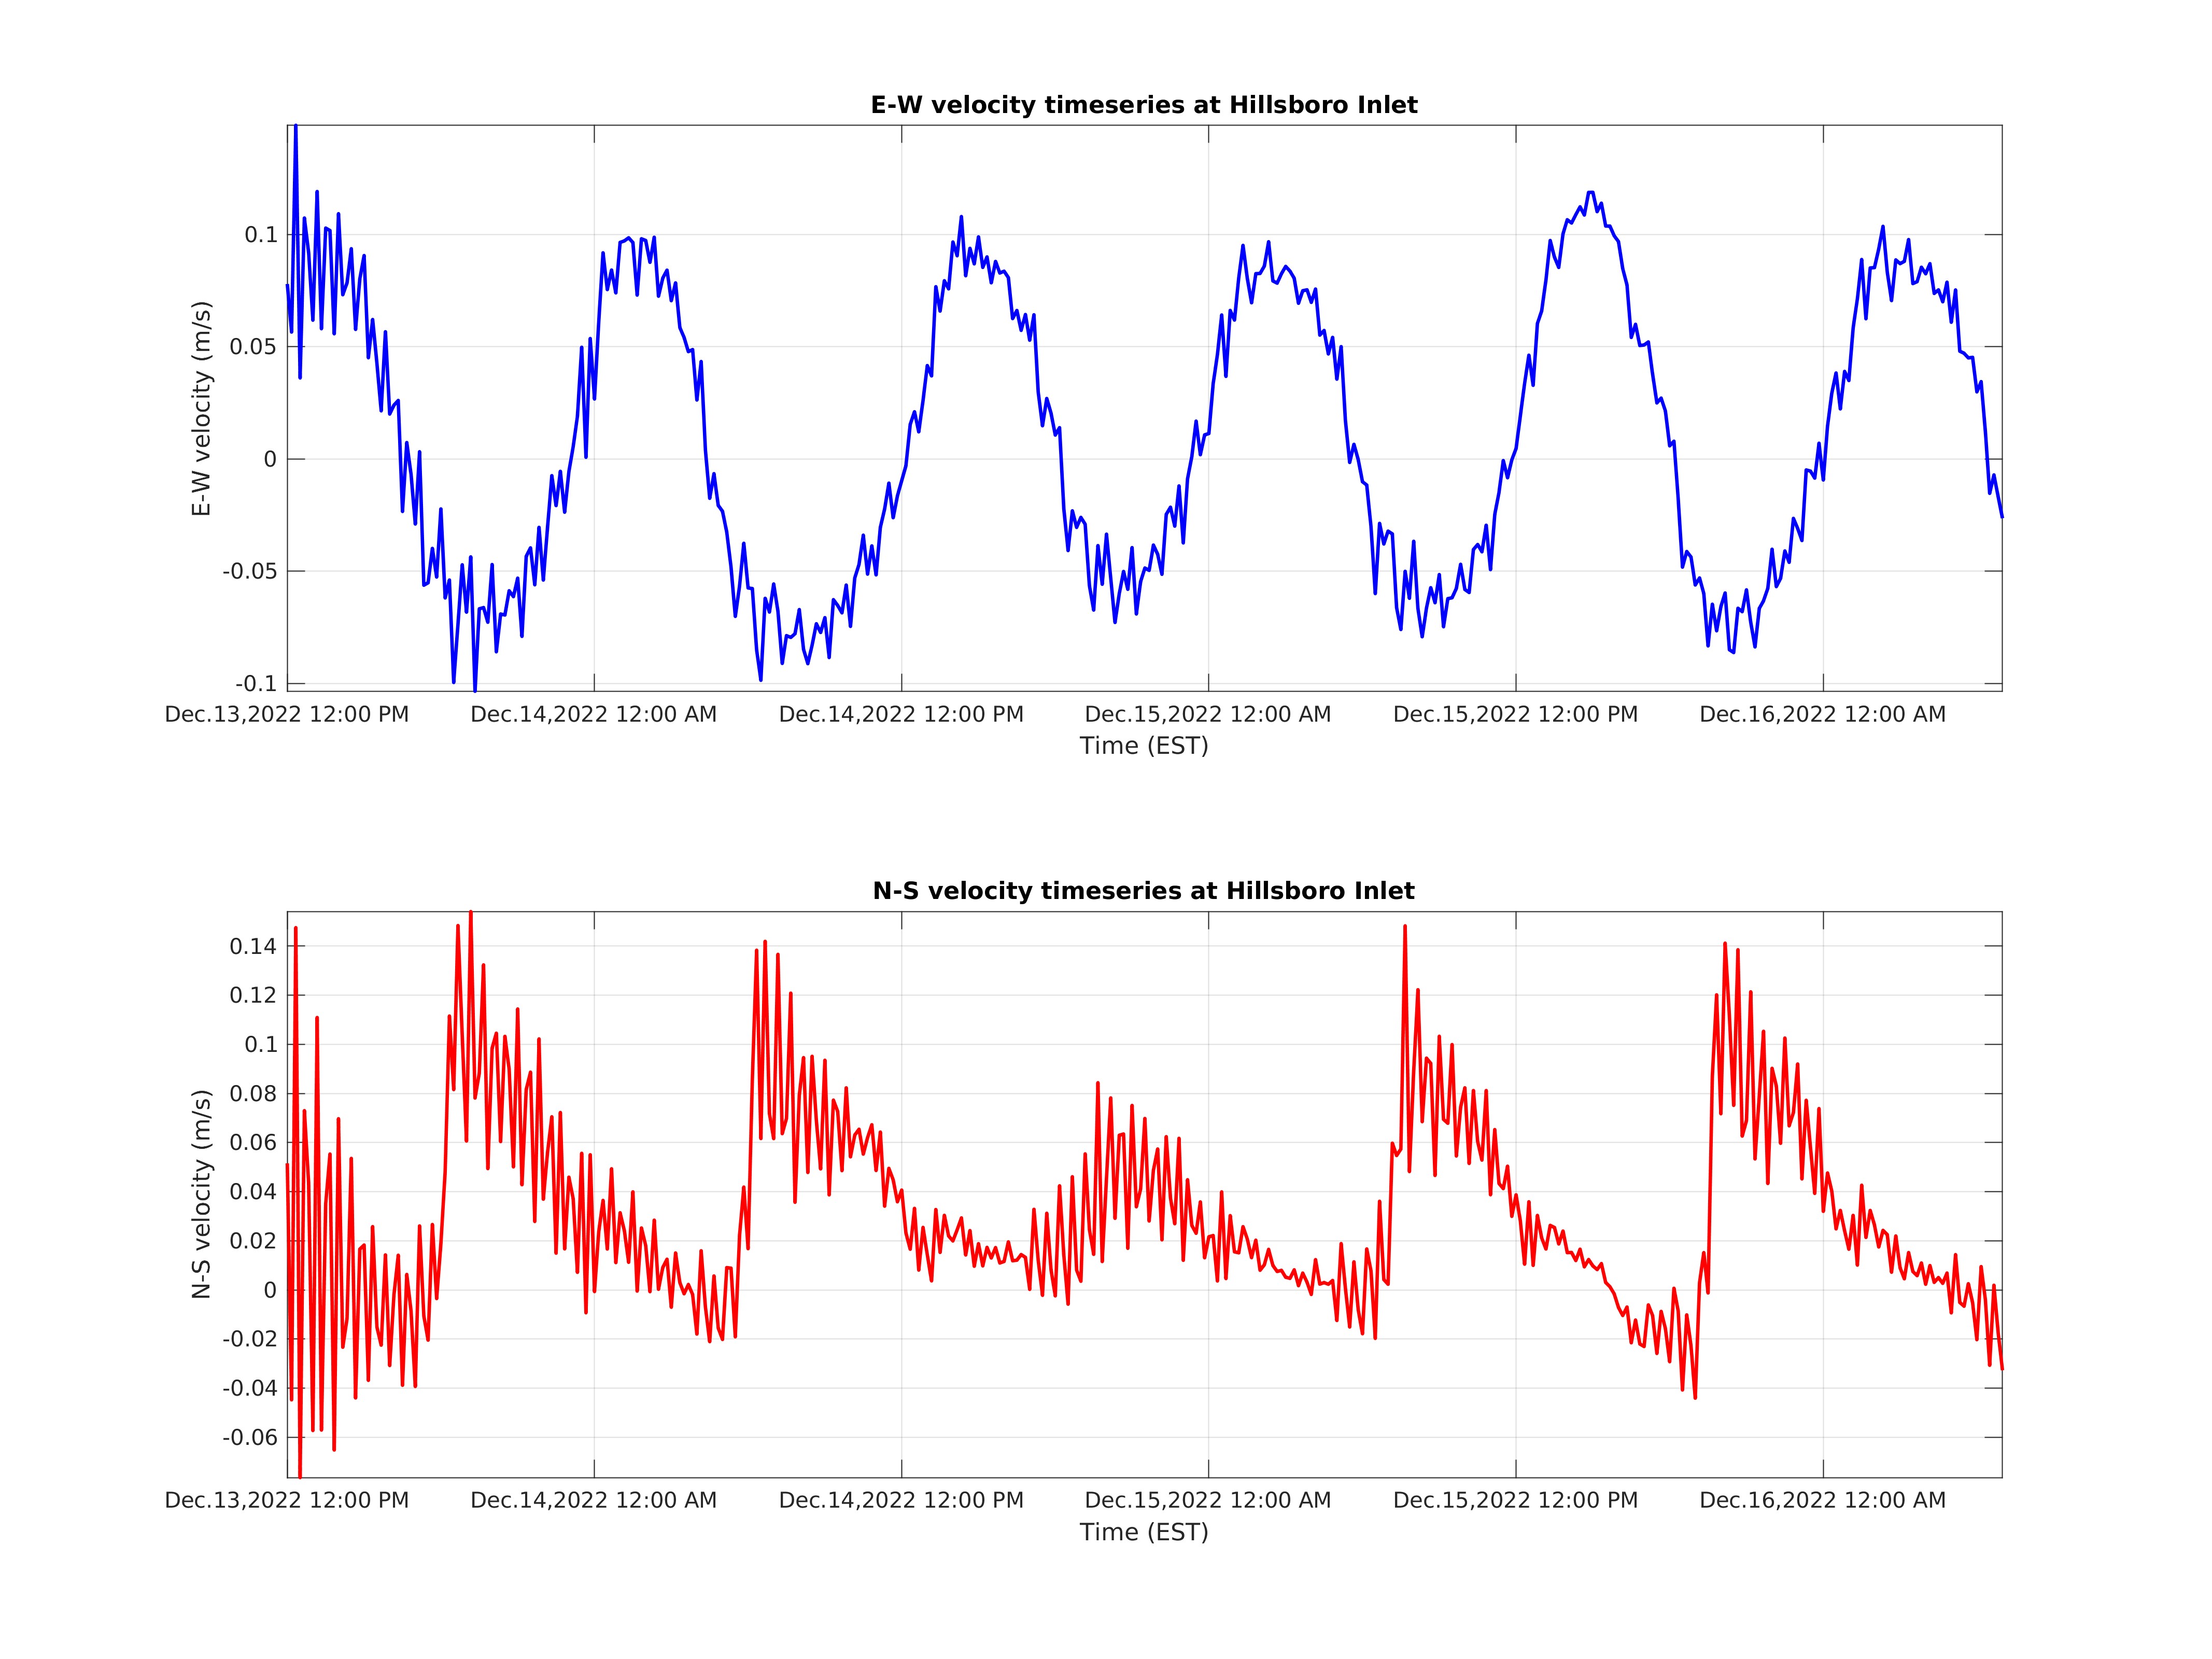 E-W velocity timeseries at Hillsboro Inlet
E-W velocity (m/s)
0.1
0.05
0
-0.05
-0.1
Dec.13,2022 12:00 PM Dec.14,2022 12:00 AM Dec.14,2022 12:00 PM Dec.15,2022 12:00 AM Dec.15,2022 12:00 PM Dec.16,2022 12:00 AM
Time (EST)
N-S velocity timeseries at Hillsboro Inlet
N-S velocity (m/s)
0.14
0.12
0.1
0.08
0.06
0.04
0.02
0
-0.02
-0.04
-0.06
Dec.13,2022 12:00 PM Dec.14,2022 12:00 AM Dec.14,2022 12:00 PM Dec.15,2022 12:00 AM Dec.15,2022 12:00 PM Dec.16,2022 12:00 AM
Time (EST)